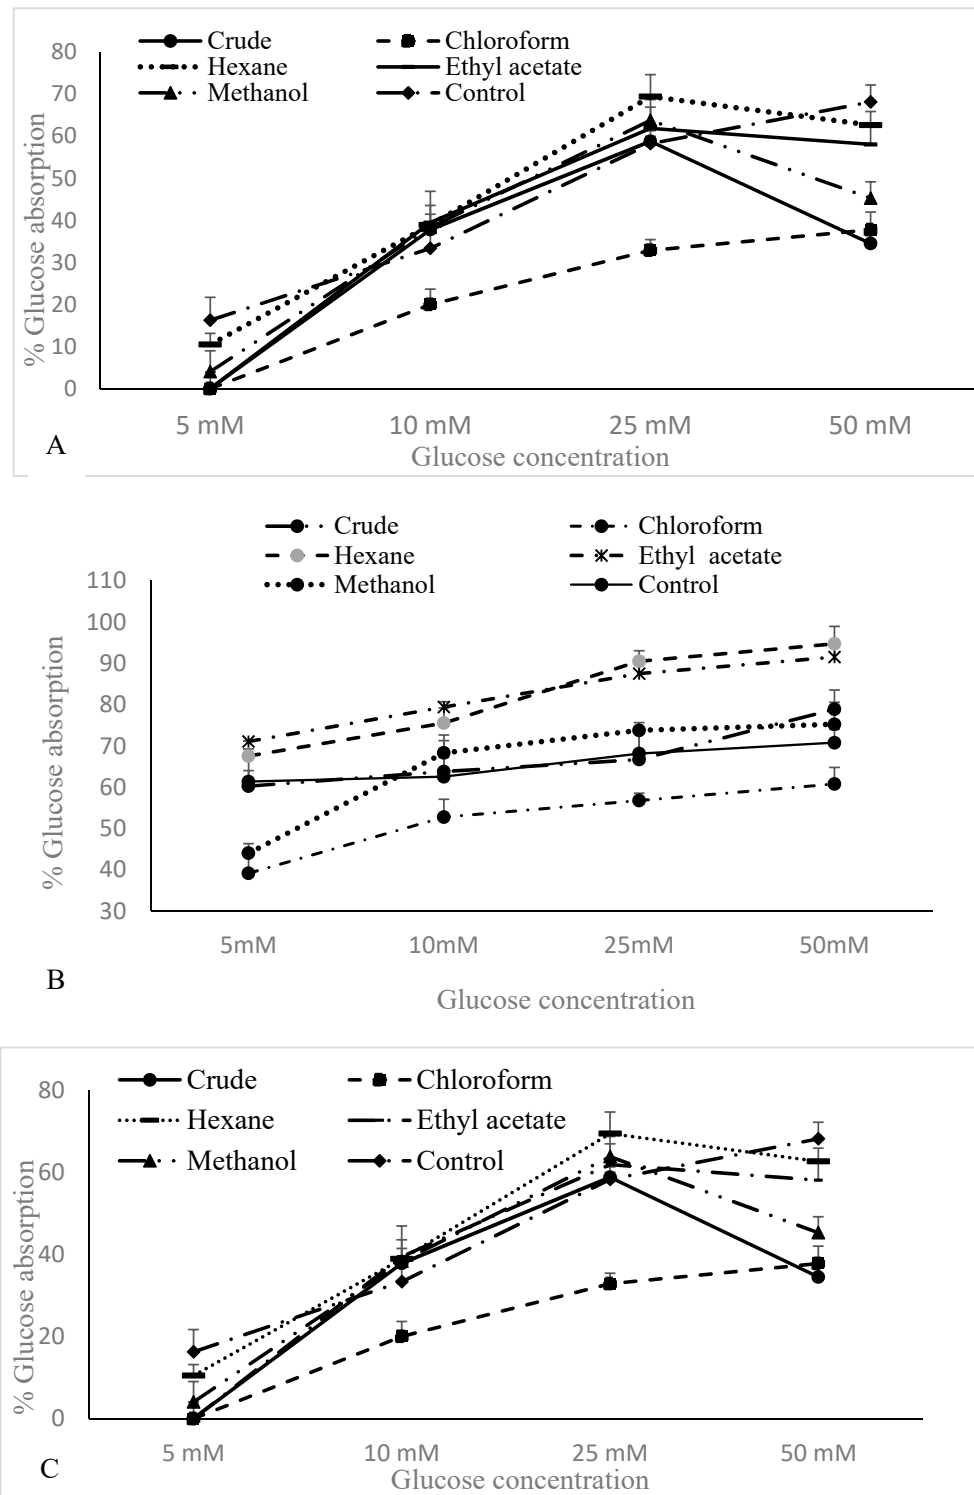 Crude Chloroform
Hexane Ethyl acetate
Methanol Control
80
70
60
50
40
30
20
10
0
% Glucose absorption
5 mM 10 mM 25 mM 50 mM
Glucose concentration
A
Crude Chloroform
Hexane Ethyl acetate
Methanol Control
110
100
90
80
70
60
50
40
30
% Glucose absorption
5mM 10mM 25mM 50mM
Glucose concentration
B
Crude Chloroform
Hexane Ethyl acetate
Methanol Control
80
60
40
20
0
% Glucose absorption
5 mM 10 mM 25 mM 50 mM
Glucose concentration
C